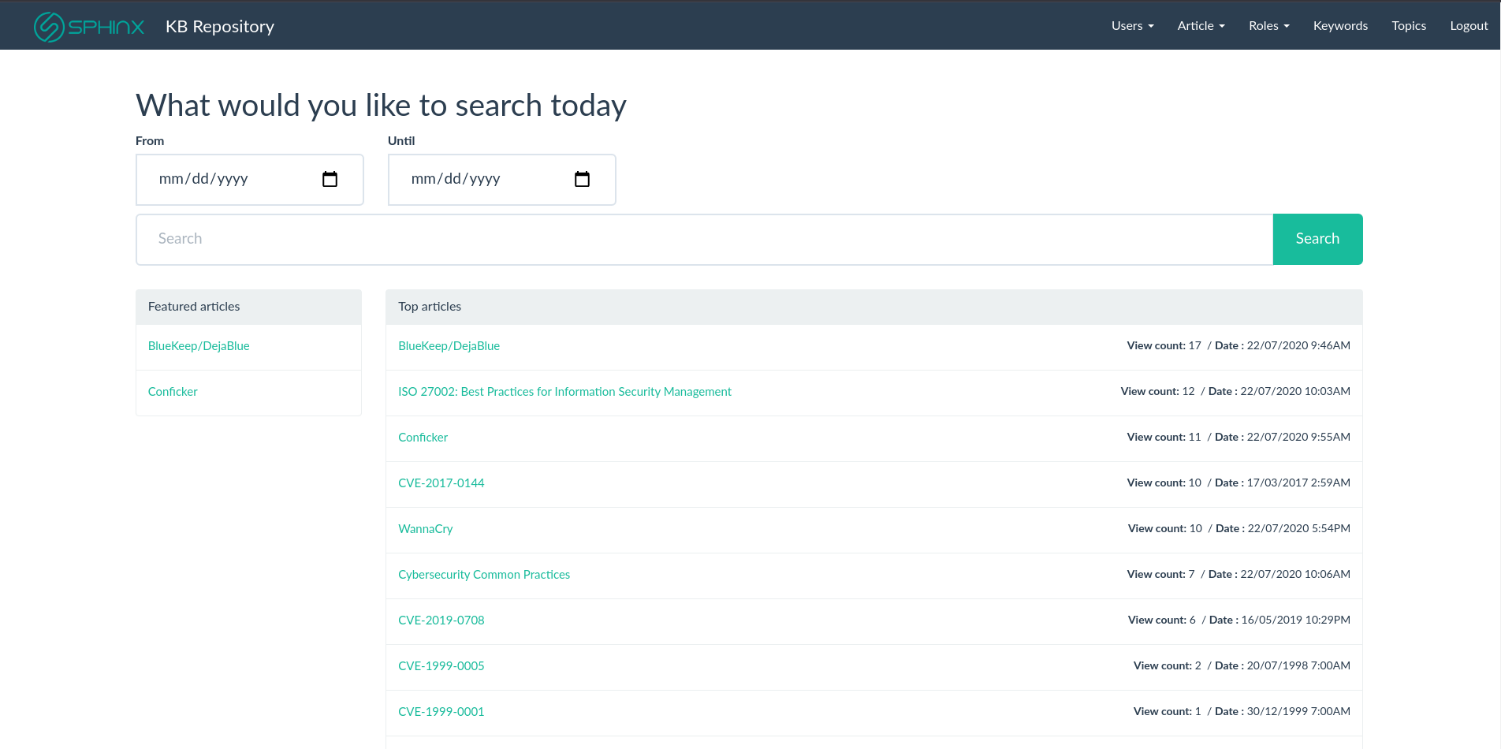 SPHINX KB Repository Users Article Roles Keywords Topics Logout
What would you like to search today
From Until
mm/dd/yyyy mm/dd/yyyy
Search Search
Featured articles Top articles
BlueKeep/DejaBlue BlueKeep/DejaBlue View count: 17 / Date : 22/07/2020 9:46AM
Conficker ISO 27002: Best Practices for Information Security Management View count: 12 / Date : 22/07/2020 10:03AM
Conficker View count: 11 / Date : 22/07/2020 9:55AM
CVE-2017-0144 View count: 10 / Date : 17/03/2017 2:59AM
WannaCry View count: 10 / Date : 22/07/2020 5:54PM
Cybersecurity Common Practices View count: 7 / Date : 22/07/2020 10:06AM
CVE-2019-0708 View count: 6 / Date : 16/05/2019 10:29PM
CVE-1999-0005 View count: 2 / Date : 20/07/1998 7:00AM
CVE-1999-0001 View count: 1 / Date : 30/12/1999 7:00AM